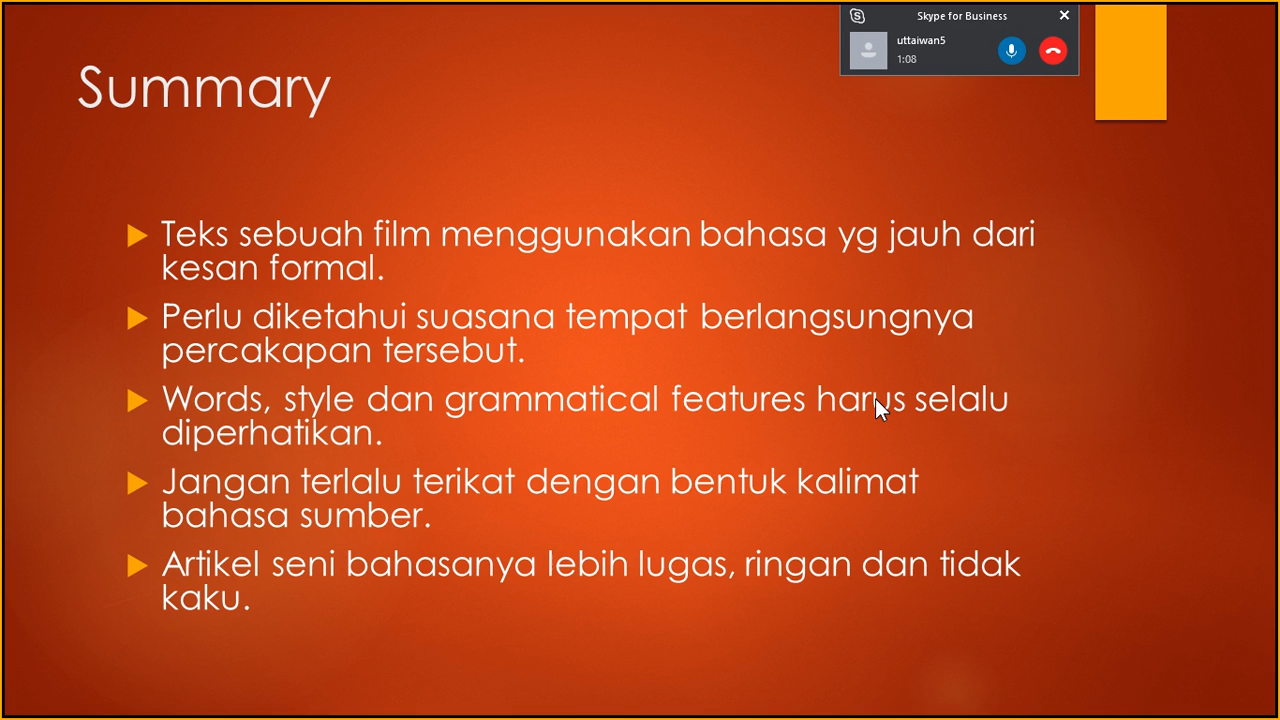 Skype for Business
uttaiwan5
1:08
Summary
Teks sebuah film menggunakan bahasa yg jauh dari
kesan formal.
Perlu diketahui suasana tempat berlangsungnya
percakapan tersebut.
Words, style dan grammatical features harus selalu
diperhatikan.
Jangan terlalu terikat dengan bentuk kalimat
bahasa sumber.
Artikel seni bahasanya lebih lugas, ringan dan tidak
kaku.